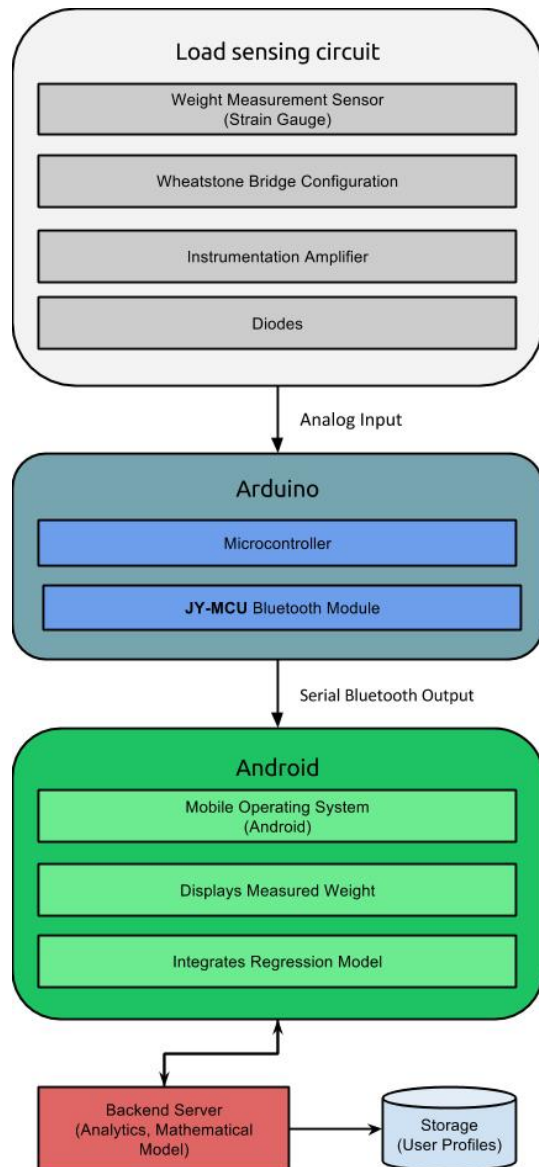 Load sensing circuit
Weight Measurement Sensor
(Strain Gauge)
Wheatstone Bridge Configuration
Instrumentation Amplifier
Diodes
Analog Input
Arduino
Microcontroller
JY-MCU Bluetooth Module
Serial Bluetooth Output
Android
Mobile Operating System
(Android)
Displays Measured Weight
Integrates Regression Model
Backend Server
(Analytics, Mathematical
Model)
Storage
(User Profiles)